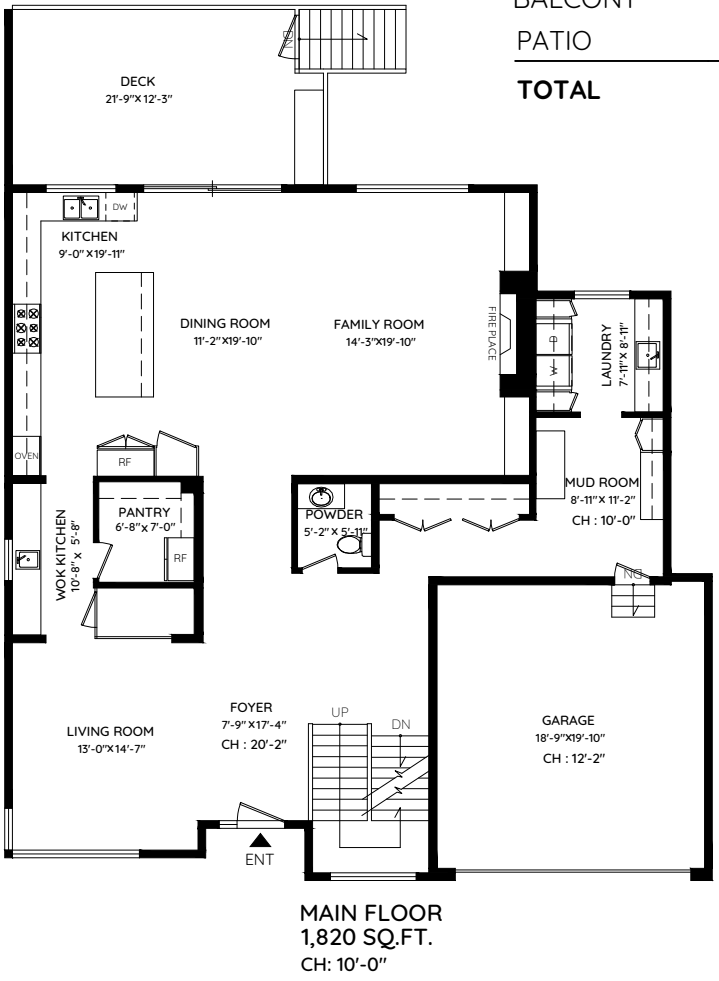 BALCONY
PATIO
TOTAL
DN
DECK
21'-9"X12'-3"
DW
KITCHEN
9'-0"X19'-11"
DINING ROOM
11'-2"X19'-10"
FAMILY ROOM
14'-3"X19'-10"
FIRE PLACE
D
W
LAUNDRY
7'-11"X 8'-11"
OVEN
RF
PANTRY
6'-8"X 7'-0"
RF
WOK KITCHEN
10'-8" X 5'-8"
POWDER
5'-2" X 5'-11"
MUD ROOM
8'-11"X 11'-2"
CH : 10'-0"
DN
LIVING ROOM
13'-0"X14'-7"
FOYER
7'-9"X17'-4"
CH : 20'-2"
UP
DN
GARAGE
18'-9"X19'-10"
CH : 12'-2"
ENT
MAIN FLOOR
1,820 SQ.FT.
CH: 10'-0"